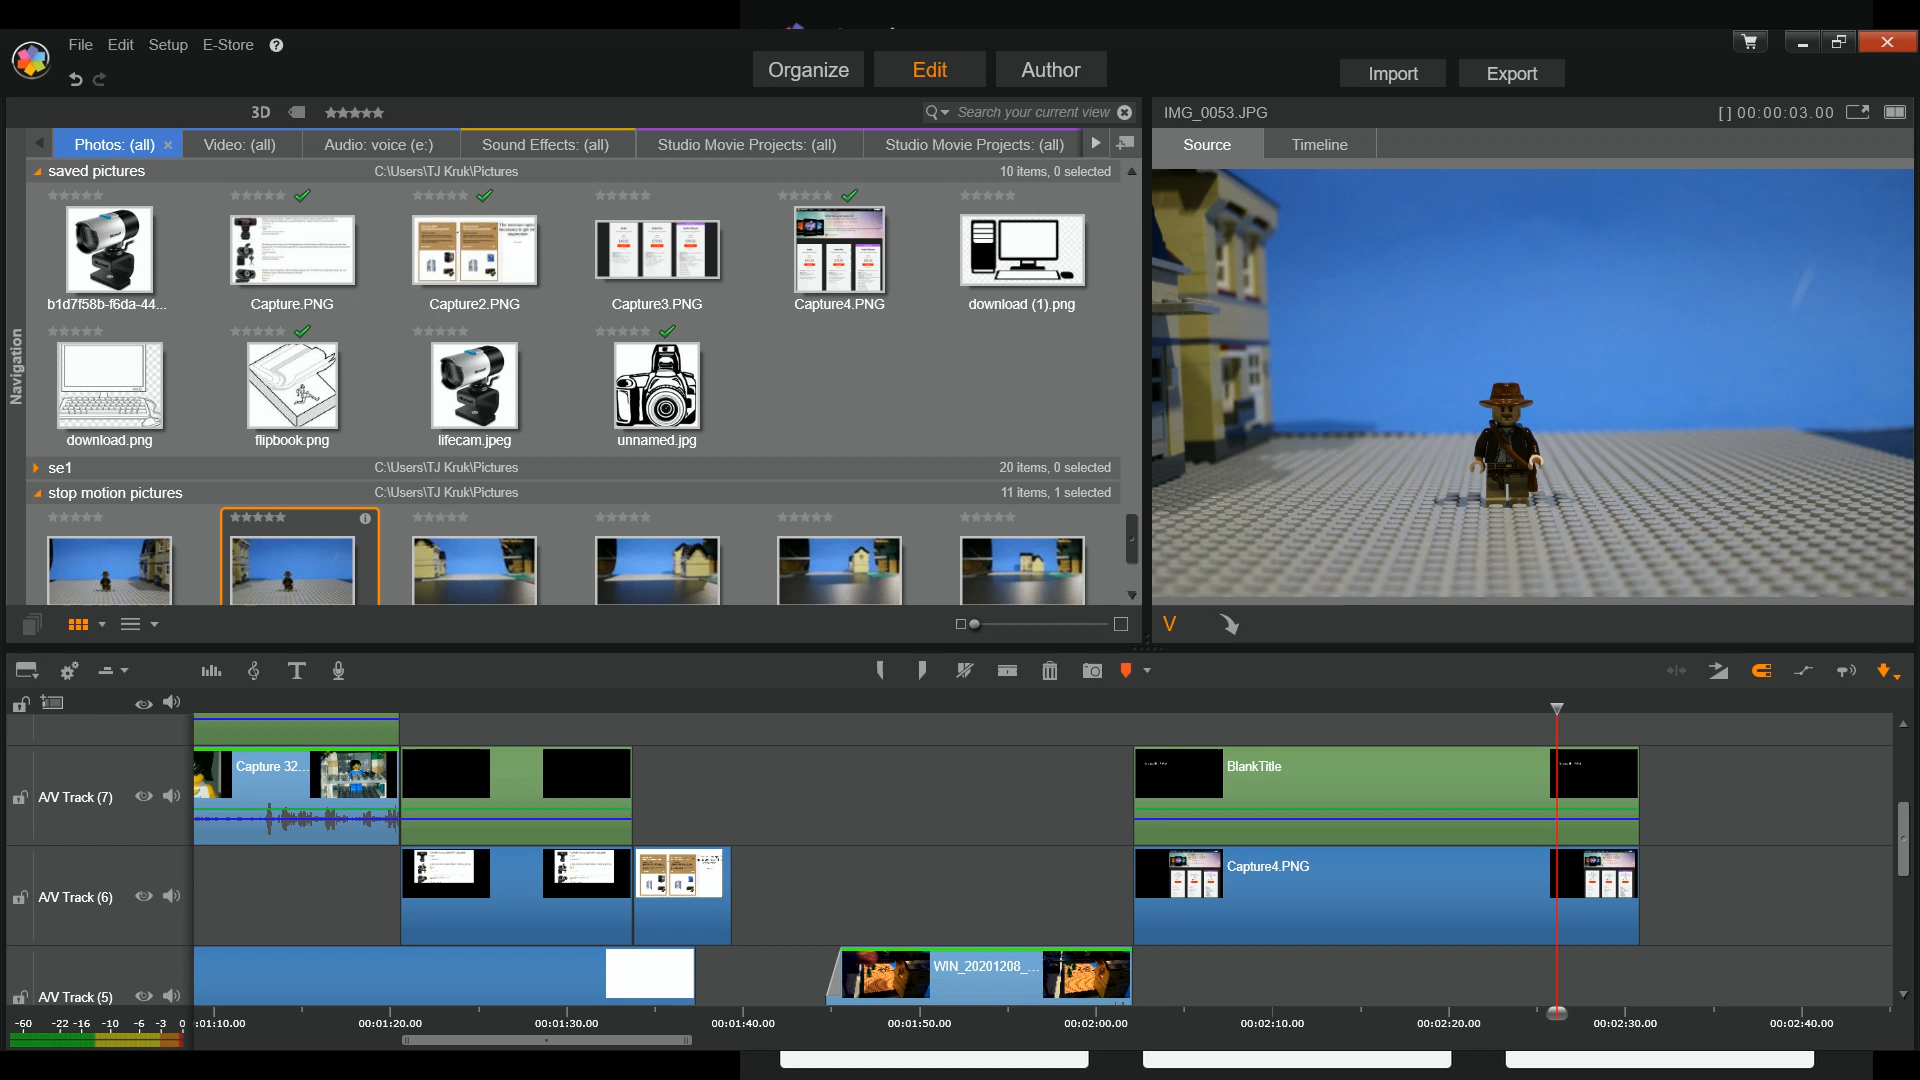 File Edit Setup E-Store ?
Organize Edit Author
Import Export
3D
Search your current view
IMG_0053.JPG
[ ] 00:00:03.00
Photos: (all) × Video: (all) Audio: voice (e:) Sound Effects: (all) Studio Movie Projects: (all) Studio Movie Projects: (all)
Source Timeline
saved pictures C:\Users\TJ Kruk\Pictures 10 items, 0 selected
b1d7f58b-f6da-44... Capture.PNG Capture2.PNG Capture3.PNG Capture4.PNG download (1).png
Navigation
download.png flipbook.png lifecam.jpeg unnamed.jpg
se1 C:\Users\TJ Kruk\Pictures 20 items, 0 selected
stop motion pictures C:\Users\TJ Kruk\Pictures 11 items, 1 selected
V
Capture 32... BlankTitle
A/V Track (7)
Capture4.PNG
A/V Track (6)
WIN_20201208_...
A/V Track (5)
-60 -22 -16 -10 -6 -3 0
:01:10.00 00:01:20.00 00:01:30.00 00:01:40.00 00:01:50.00 00:02:00.00 00:02:10.00 00:02:20.00 00:02:30.00 00:02:40.00